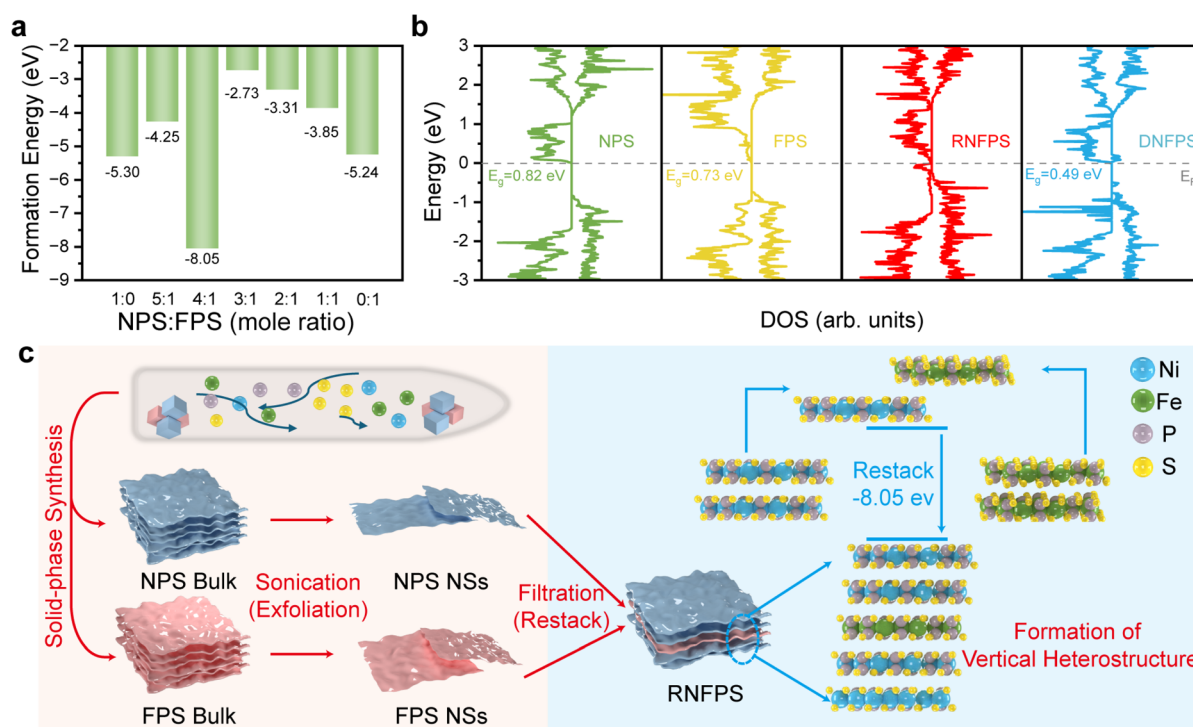 a
Formation Energy (eV)
−2
−3
−4
−5
−6
−7
−8
−9
-5.30
-4.25
-8.05
-2.73
-3.31
-3.85
-5.24
1:0 5:1 4:1 3:1 2:1 1:1 0:1
NPS:FPS (mole ratio)
b
Energy (eV)
3
2
1
0
-1
-2
-3
NPS
Eg=0.82 eV
FPS
Eg=0.73 eV
RNFPS
DNFPS
Eg=0.49 eV
DOS (arb. units)
c
Solid-phase Synthesis
NPS Bulk
Sonication
(Exfoliation)
NPS NSs
FPS Bulk
FPS NSs
Filtration
(Restack)
RNFPS
Restack
-8.05 ev
Ni
Fe
P
S
Formation of
Vertical Heterostructure